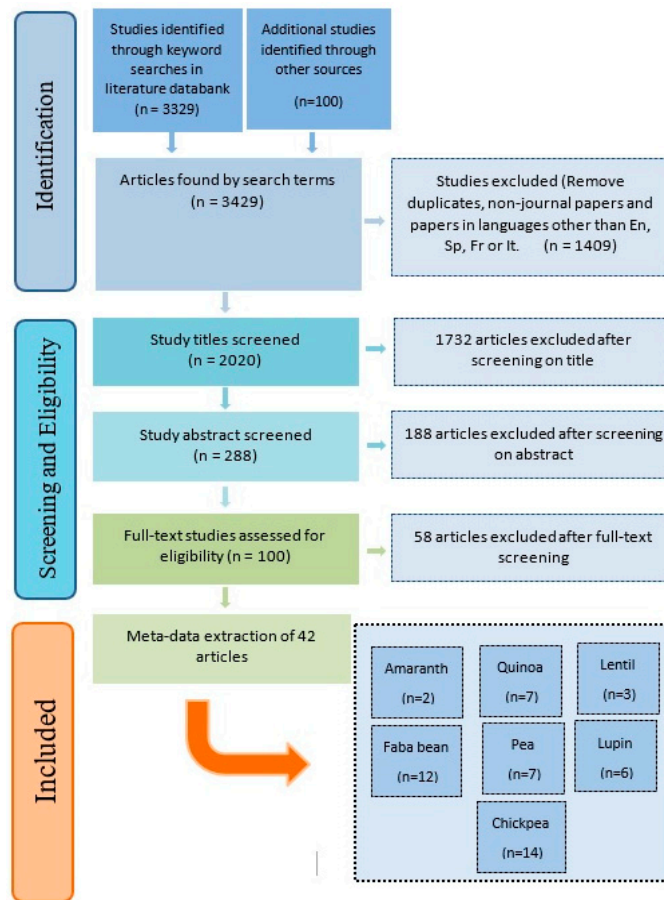 Identification
Studies identified
through keyword
searches in
literature databank
(n = 3329)
Additional studies
identified through
other sources
(n=100)
Articles found by search terms
(n = 3429)
Studies excluded (Remove
duplicates, non-journal papers and
papers in languages other than En,
Sp, Fr or It. (n = 1409)
Screening and Eligibility
Study titles screened
(n = 2020)
1732 articles excluded after
screening on title
Study abstract screened
(n = 288)
188 articles excluded after screening
on abstract
Full-text studies assessed for
eligibility (n = 100)
58 articles excluded after full-text
screening
Included
Meta-data extraction of 42
articles
Amaranth
(n=2)
Quinoa
(n=7)
Lentil
(n=3)
Faba bean
(n=12)
Pea
(n=7)
Lupin
(n=6)
Chickpea
(n=14)